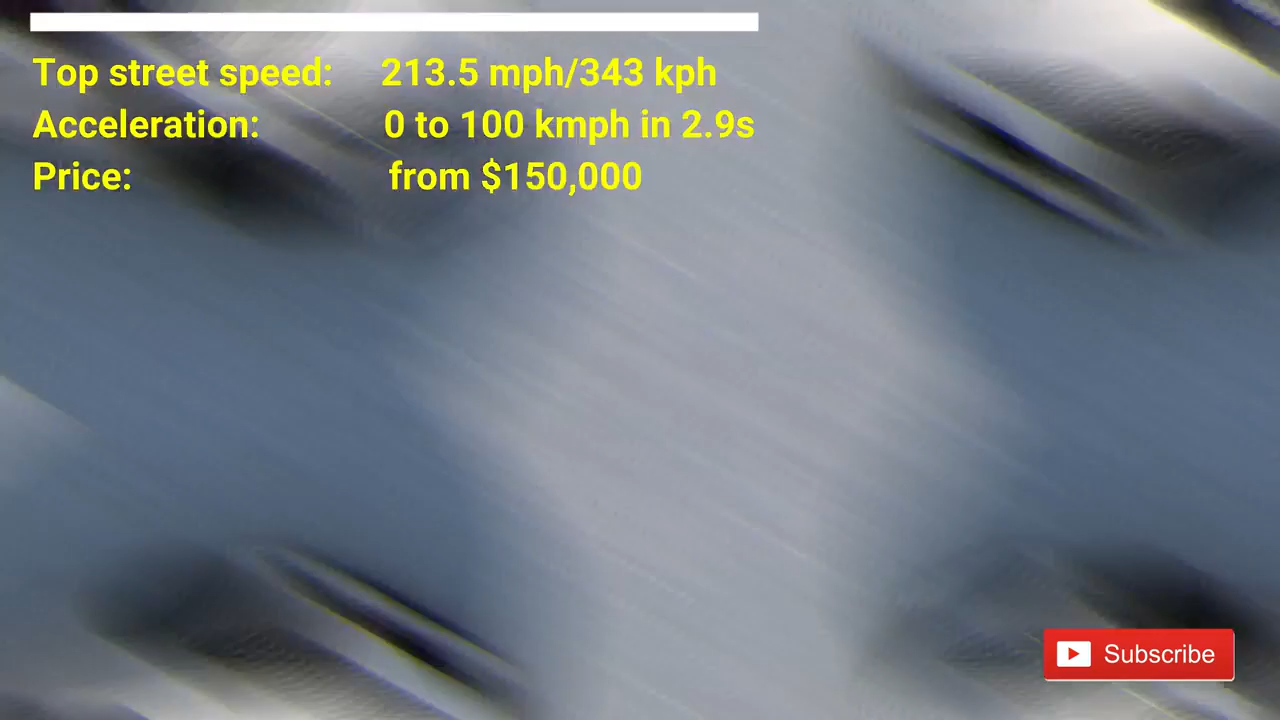 Top street speed: 213.5 mph/343 kph
Acceleration: 0 to 100 kmph in 2.9s
Price: from $150,000
Subscribe